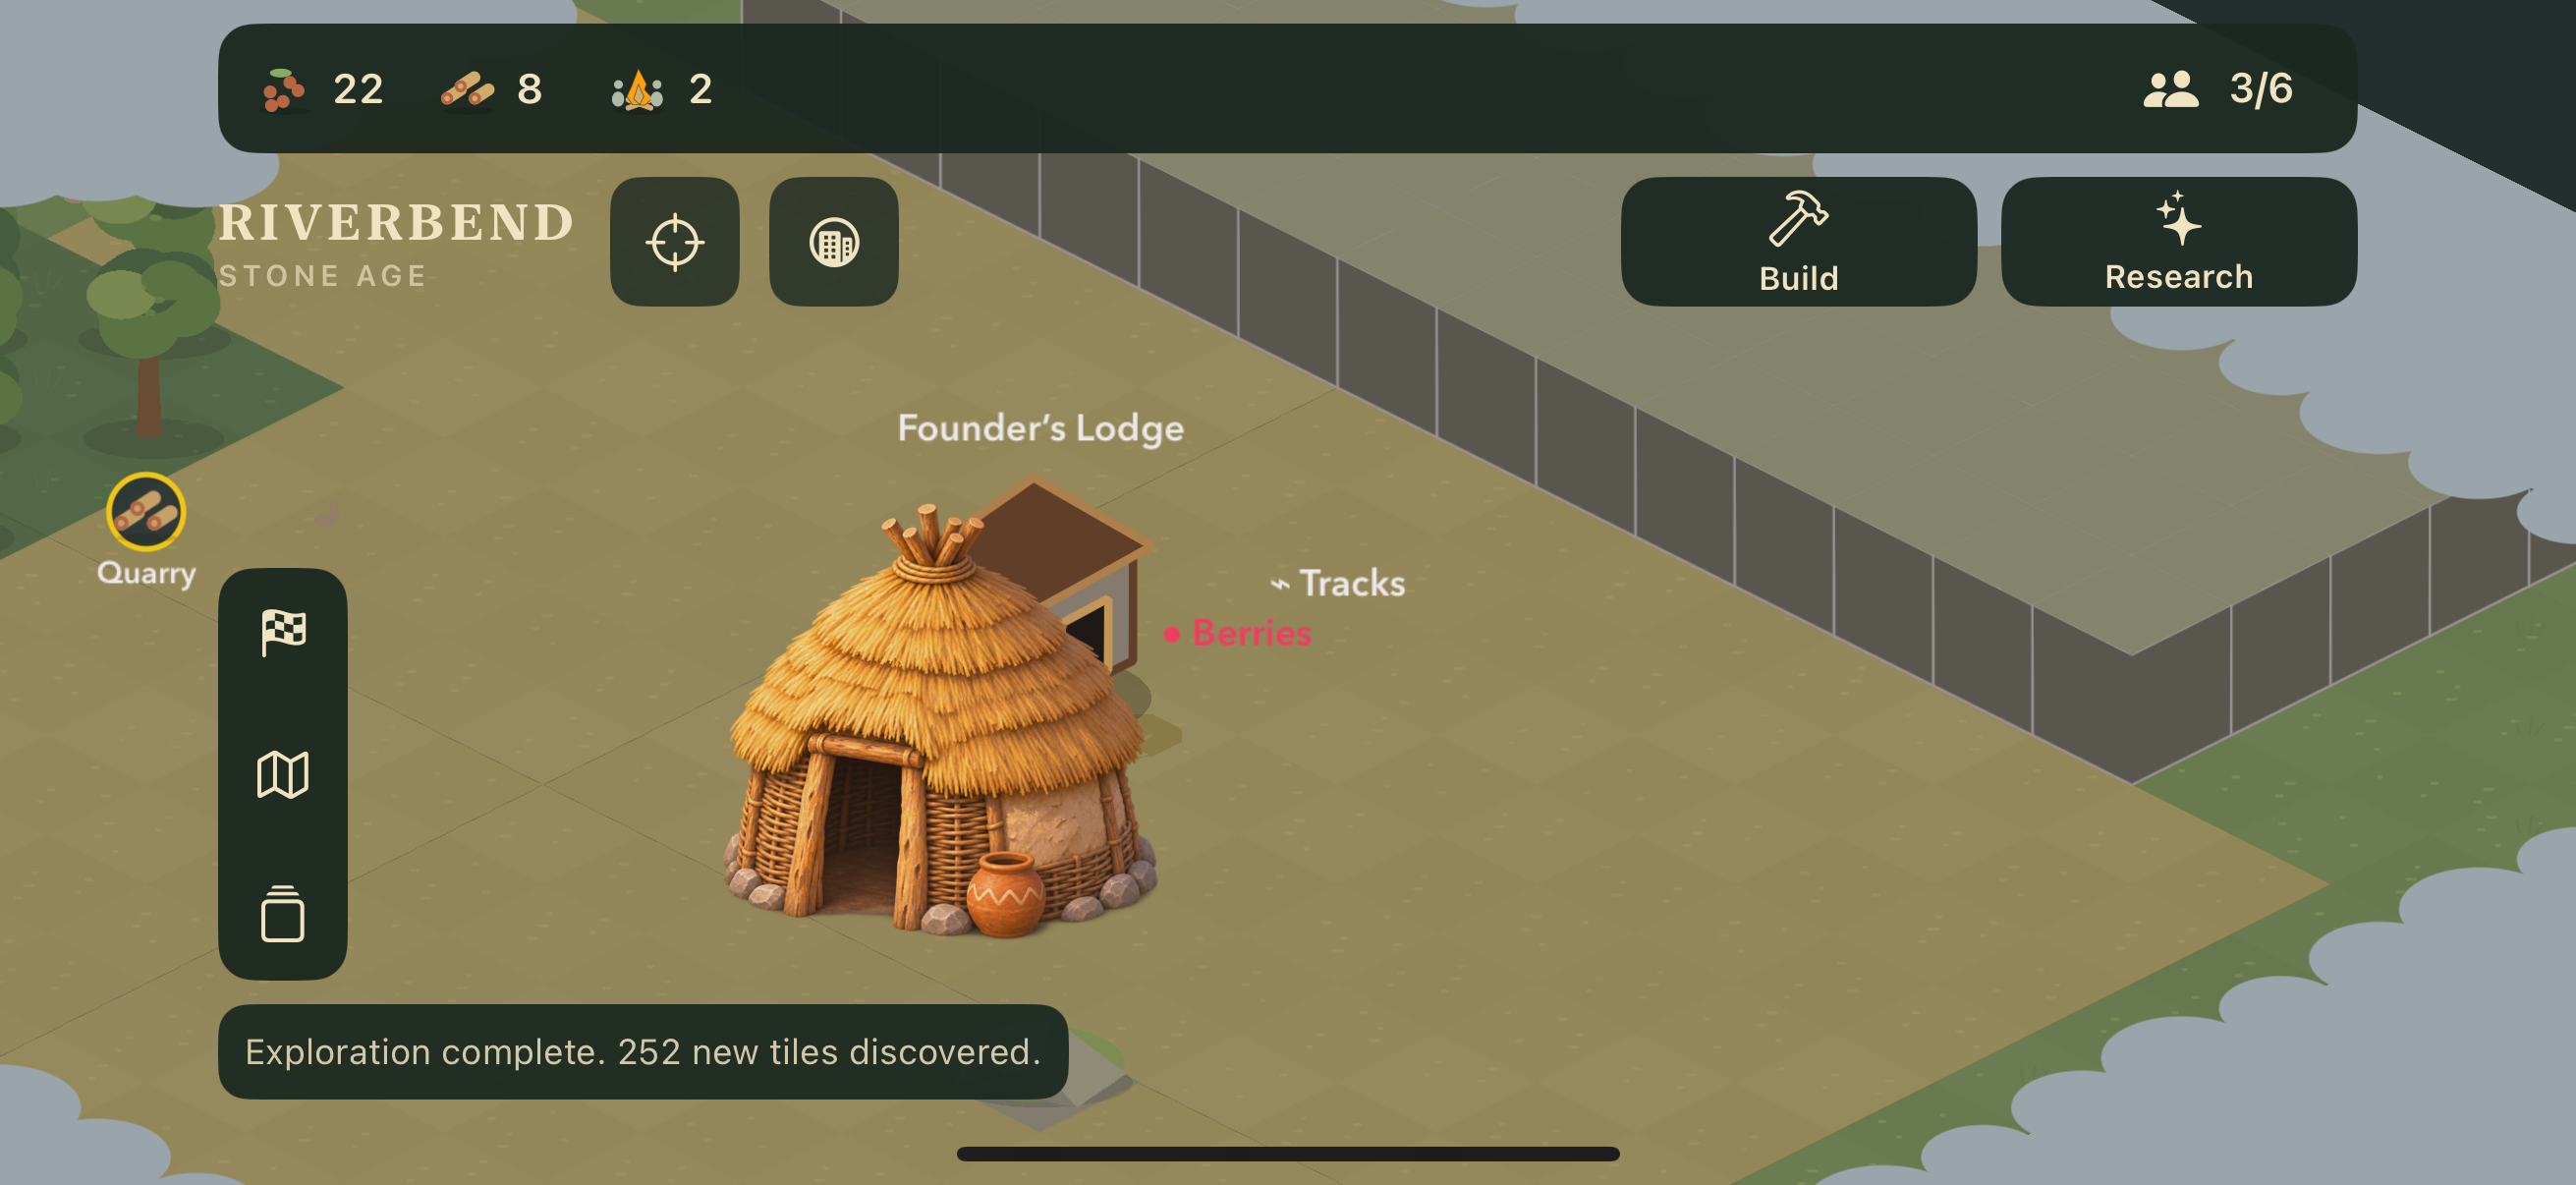 22 8 2 3/6
RIVERBEND
STONE AGE
Build
Research
Founder’s Lodge
Quarry
Tracks
Berries
Exploration complete. 252 new tiles discovered.